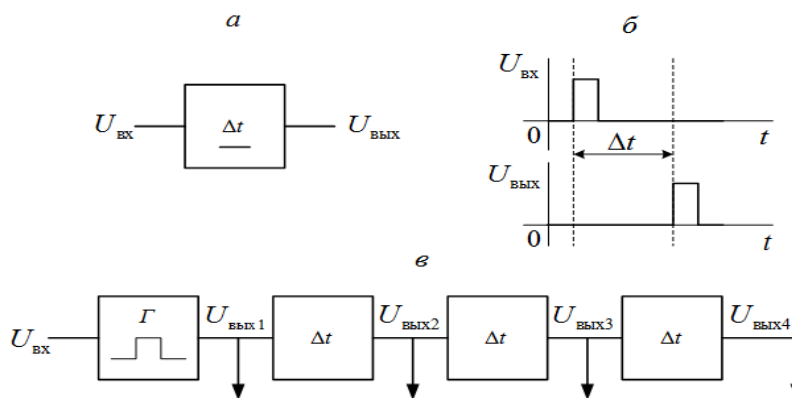 а
U вх
Δt
U вых
б
U вх
0
t
Δt
U вых
0
t
в
U вх
Г
U вых 1
Δt
U вых2
Δt
U вых3
Δt
U вых4